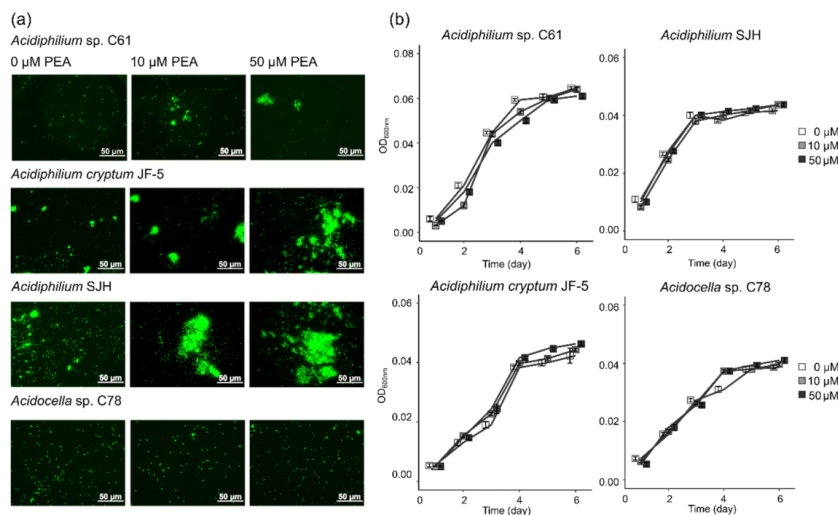 (a)
Acidiphilium sp. C61
0 µM PEA 10 µM PEA 50 µM PEA
50 µm 50 µm 50 µm
Acidiphilium cryptum JF-5
50 µm 50 µm 50 µm
Acidiphilium SJH
50 µm 50 µm 50 µm
Acidocella sp. C78
50 µm 50 µm 50 µm
(b)
Acidiphilium sp. C61
0.08
0.06
0.04
0.02
0.00
OD600nm
0 2 4 6
Time (day)
Acidiphilium SJH
0.06
0.04
0.02
0.00
0 2 4 6
Time (day)
0 µM
10 µM
50 µM
Acidiphilium cryptum JF-5
0.06
0.04
0.02
0.00
OD600nm
0 2 4 6
Time (day)
Acidocella sp. C78
0.06
0.04
0.02
0.00
0 2 4 6
Time (day)
0 µM
10 µM
50 µM